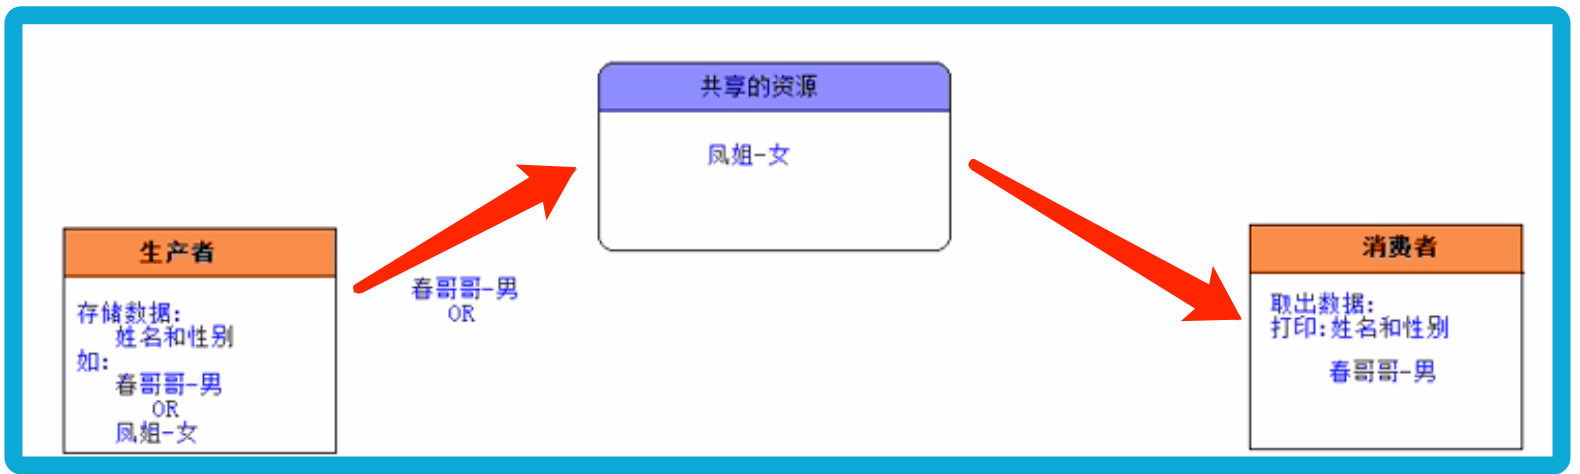 共享的资源
凤姐-女
生产者
存储数据:
姓名和性别
如:
春哥哥-男
OR
凤姐-女
春哥哥-男
OR
消费者
取出数据:
打印:姓名和性别
春哥哥-男